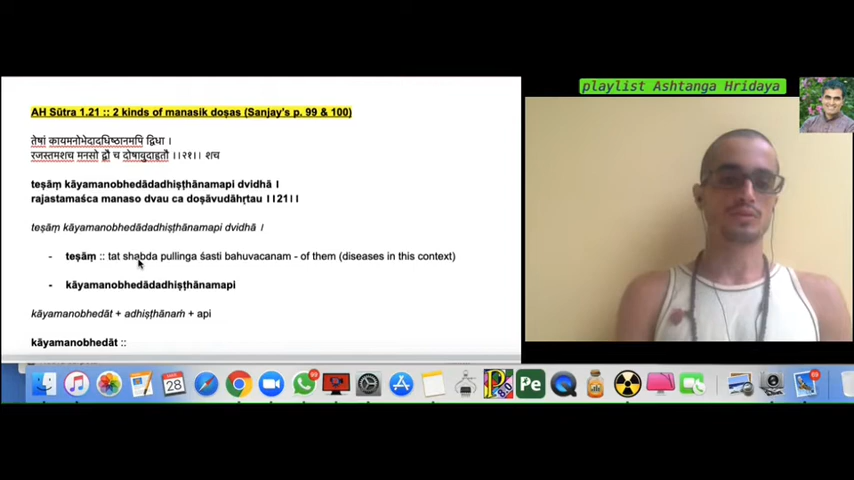 AH Sūtra 1.21 :: 2 kinds of manasik doṣas (Sanjay's p. 99 & 100)
तेषां कायमनोभेदादधिष्ठानमपि द्विधा ।
रजस्तमशच मनसो द्वौ च दोषावुदाहृतौ ।।२१।। शच
teṣāṃ kāyamanobhedādadhiṣṭhānamapi dvidhā ।
rajastamaśca manaso dvau ca doṣāvudāhṛtau ।।21।।
teṣāṃ kāyamanobhedādadhiṣṭhānamapi dvidhā ।
- teṣāṃ :: tat shabda pullinga śasti bahuvacanam - of them (diseases in this context)
- kāyamanobhedādadhiṣṭhānamapi
kāyamanobhedāt + adhiṣṭhānaṁ + api
kāyamanobhedāt ::
playlist Ashtanga Hridaya